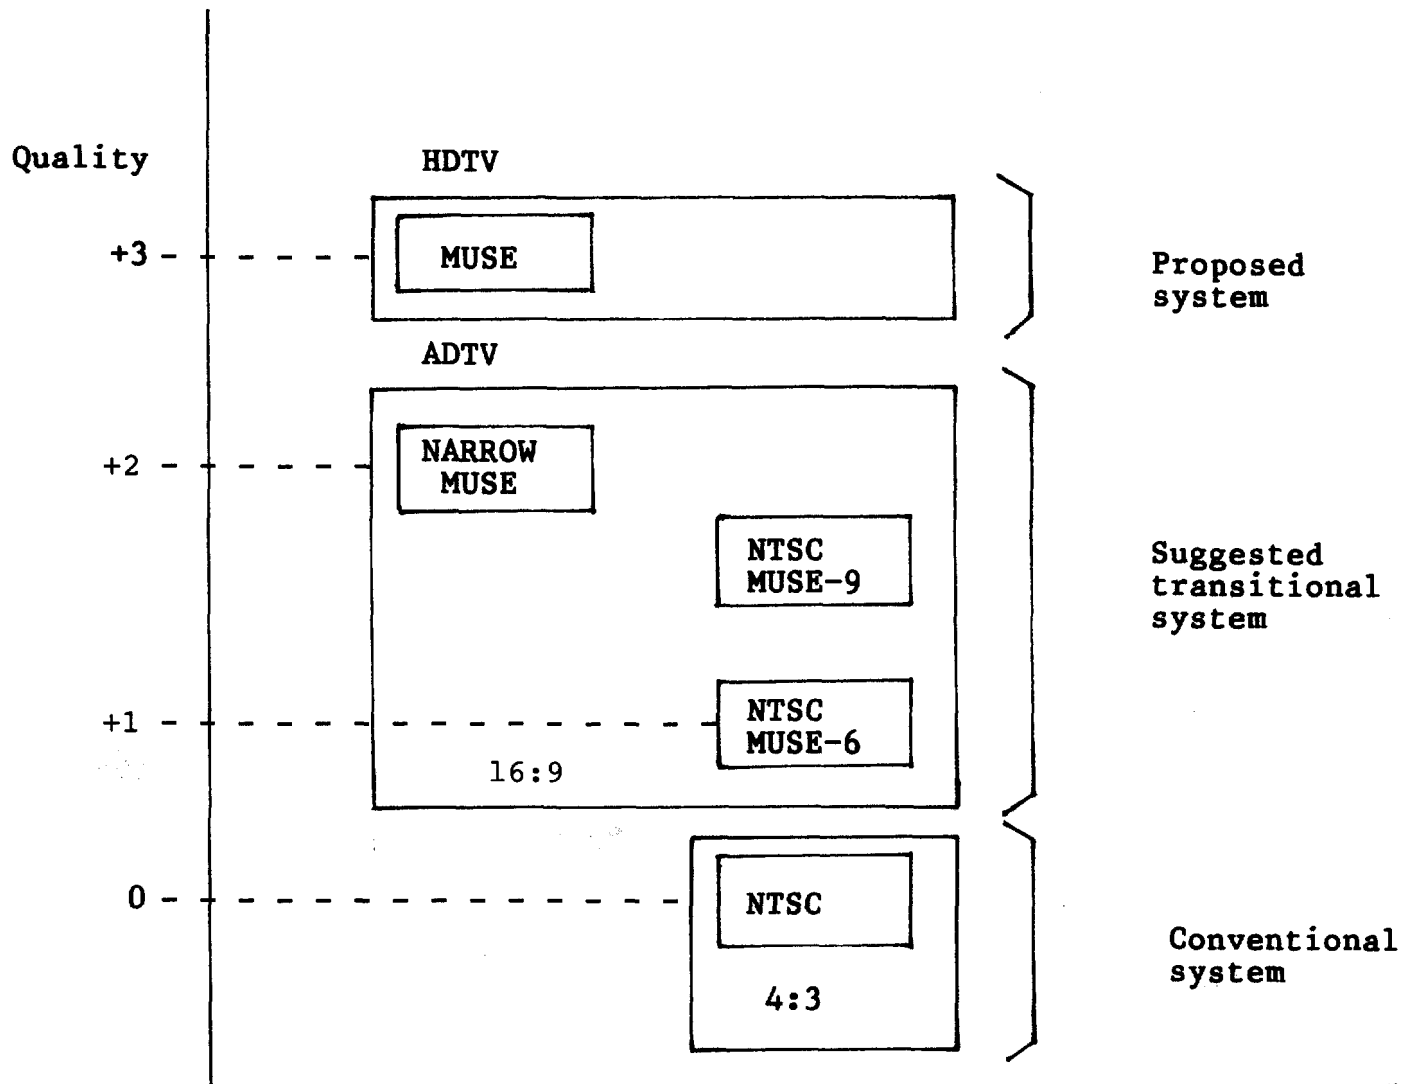 Quality
HDTV
+3
MUSE
Proposed
system
ADTV
+2
NARROW
MUSE
NTSC
MUSE-9
Suggested
transitional
system
+1
NTSC
MUSE-6
16:9
0
NTSC
4:3
Conventional
system